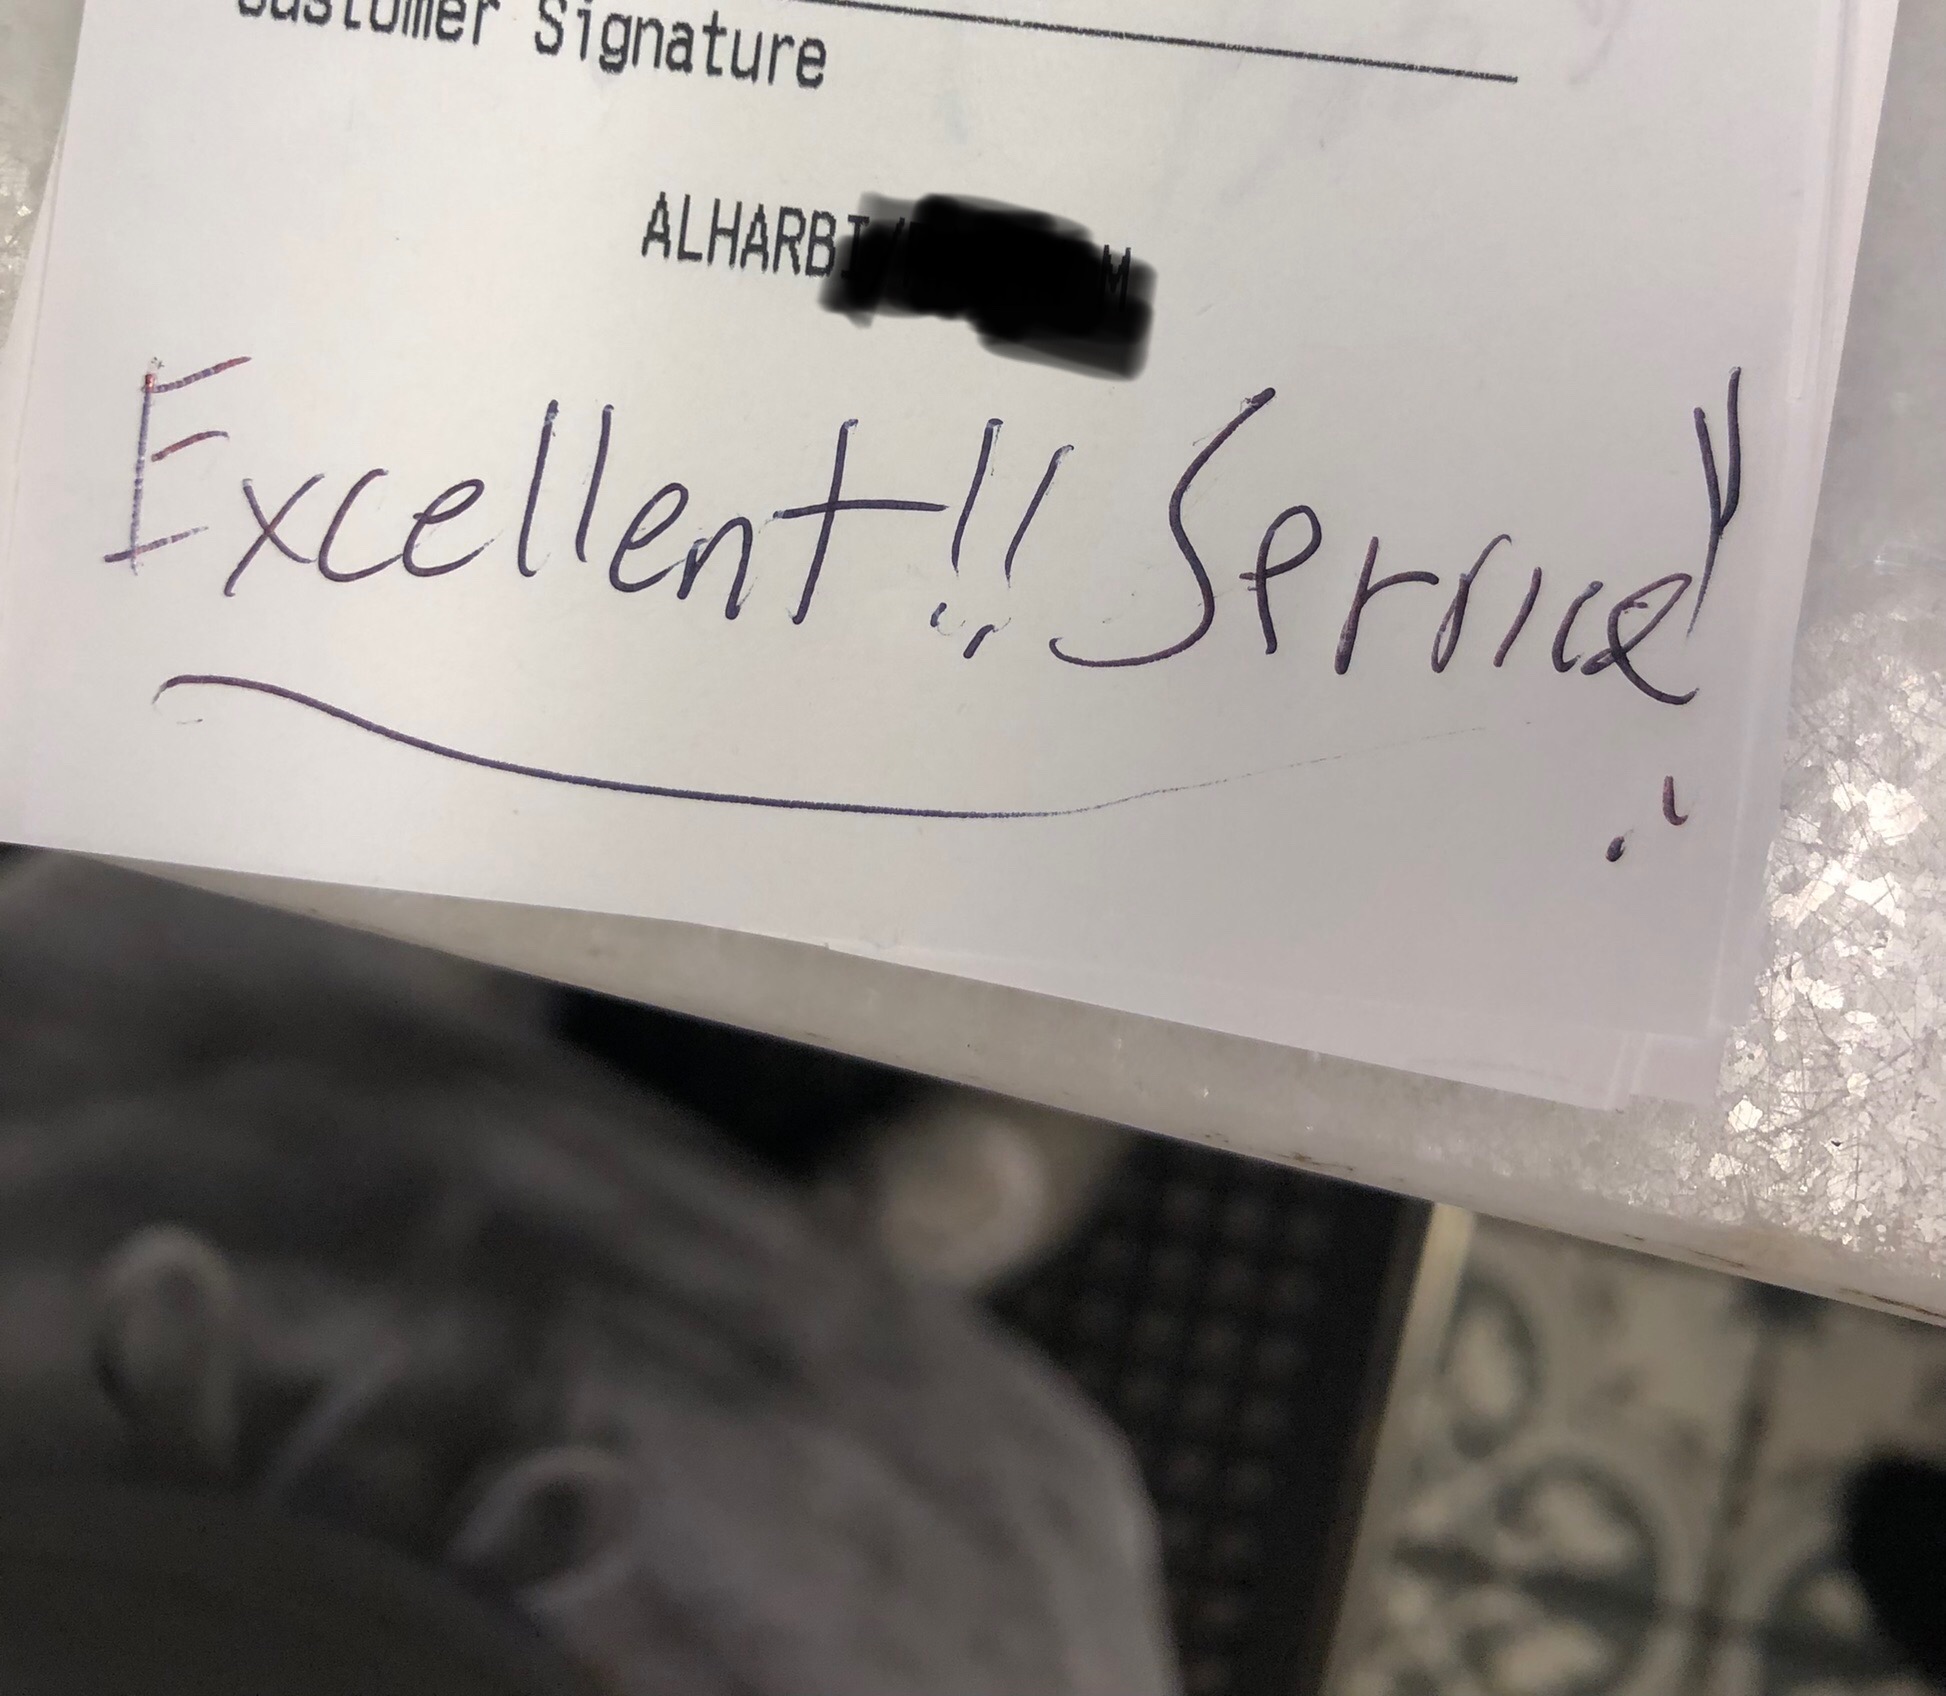 Customer Signature
ALHARBI
Excellent!! Service!!